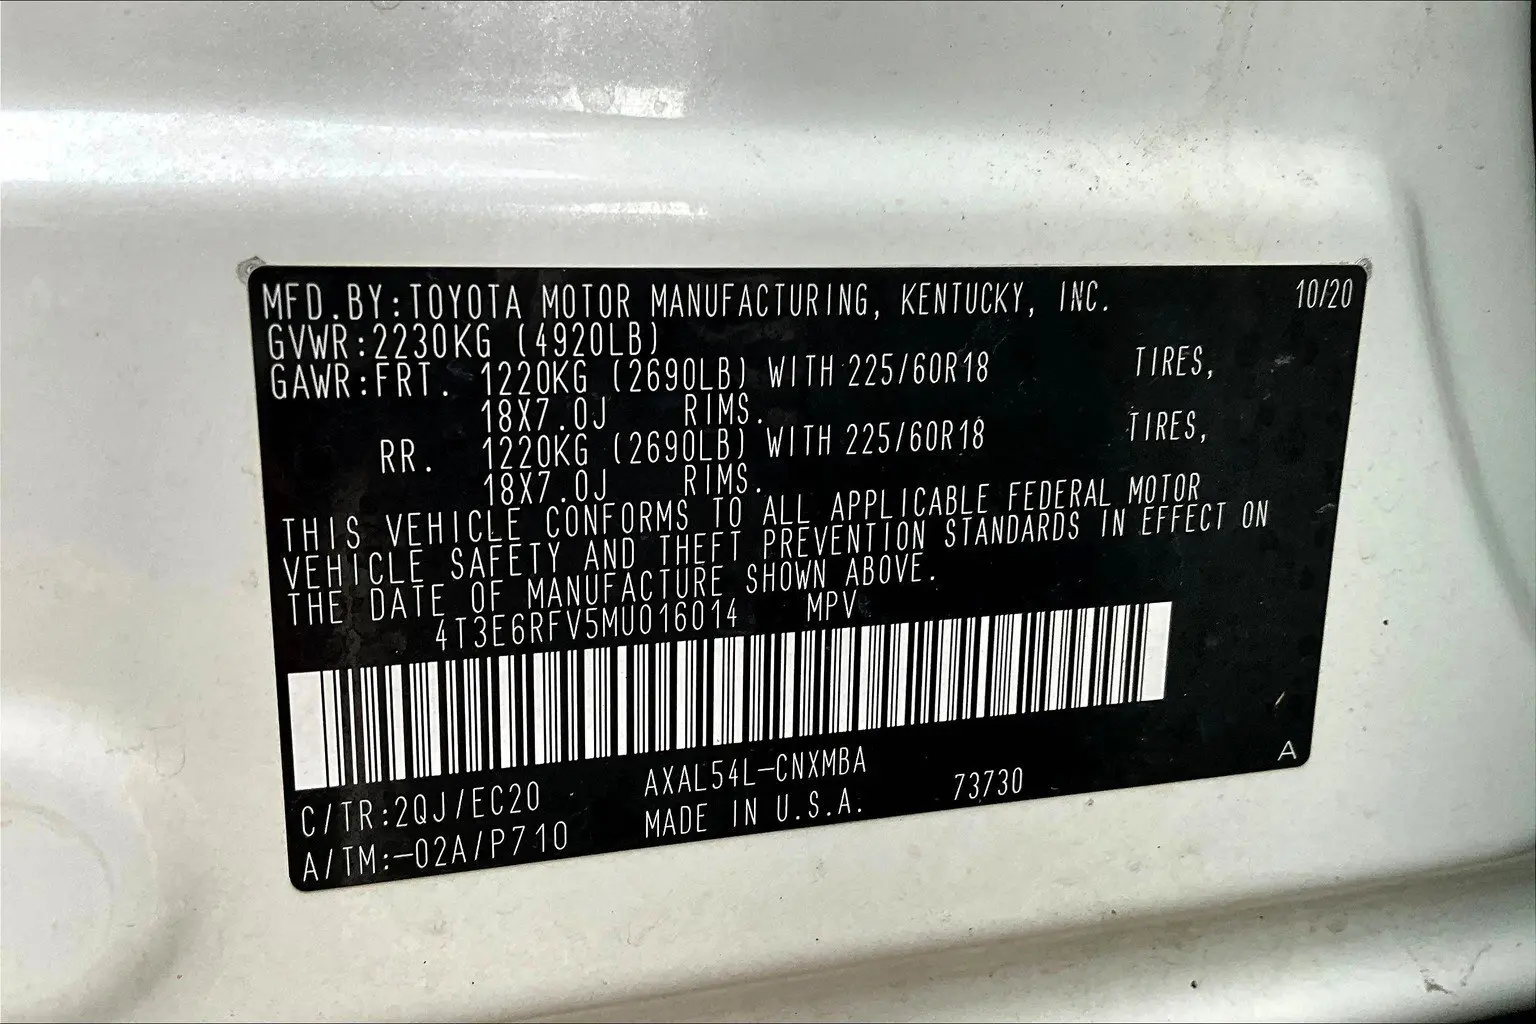 MFD.BY:TOYOTA MOTOR MANUFACTURING, KENTUCKY, INC. 10/20
GVWR:2230KG (4920LB)
GAWR:FRT. 1220KG (2690LB) WITH 225/60R18 TIRES,
18X7.0J RIMS.
RR. 1220KG (2690LB) WITH 225/60R18 TIRES,
18X7.0J RIMS.
THIS VEHICLE CONFORMS TO ALL APPLICABLE FEDERAL MOTOR
VEHICLE SAFETY AND THEFT PREVENTION STANDARDS IN EFFECT ON
THE DATE OF MANUFACTURE SHOWN ABOVE.
4T3E6RFV5MU016014 MPV
C/TR:2QJ/EC20 AXAL54L-CNXMBA A
A/TM:-02A/P710 MADE IN U.S.A. 73730